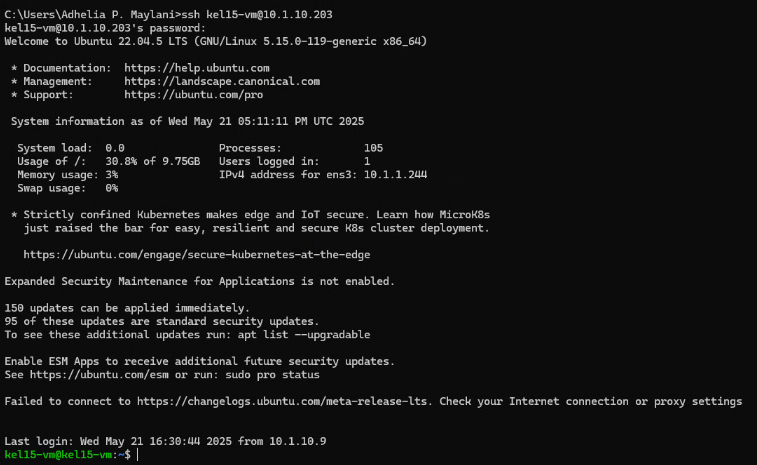 C:\Users\Adhelia P. Maylani>ssh kel15-vm@10.1.10.203
kel15-vm@10.1.10.203's password:
Welcome to Ubuntu 22.04.5 LTS (GNU/Linux 5.15.0-119-generic x86_64)

 * Documentation:  https://help.ubuntu.com
 * Management:     https://landscape.canonical.com
 * Support:        https://ubuntu.com/pro

 System information as of Wed May 21 05:11:11 PM UTC 2025

  System load:  0.0               Processes:             105
  Usage of /:   30.8% of 9.75GB   Users logged in:       1
  Memory usage: 3%                IPv4 address for ens3: 10.1.1.244
  Swap usage:   0%

 * Strictly confined Kubernetes makes edge and IoT secure. Learn how MicroK8s
   just raised the bar for easy, resilient and secure K8s cluster deployment.

   https://ubuntu.com/engage/secure-kubernetes-at-the-edge

Expanded Security Maintenance for Applications is not enabled.

150 updates can be applied immediately.
95 of these updates are standard security updates.
To see these additional updates run: apt list --upgradable

Enable ESM Apps to receive additional future security updates.
See https://ubuntu.com/esm or run: sudo pro status

Failed to connect to https://changelogs.ubuntu.com/meta-release-lts. Check your Internet connection or proxy settings

Last login: Wed May 21 16:30:44 2025 from 10.1.10.9
kel15-vm@kel15-vm:~$